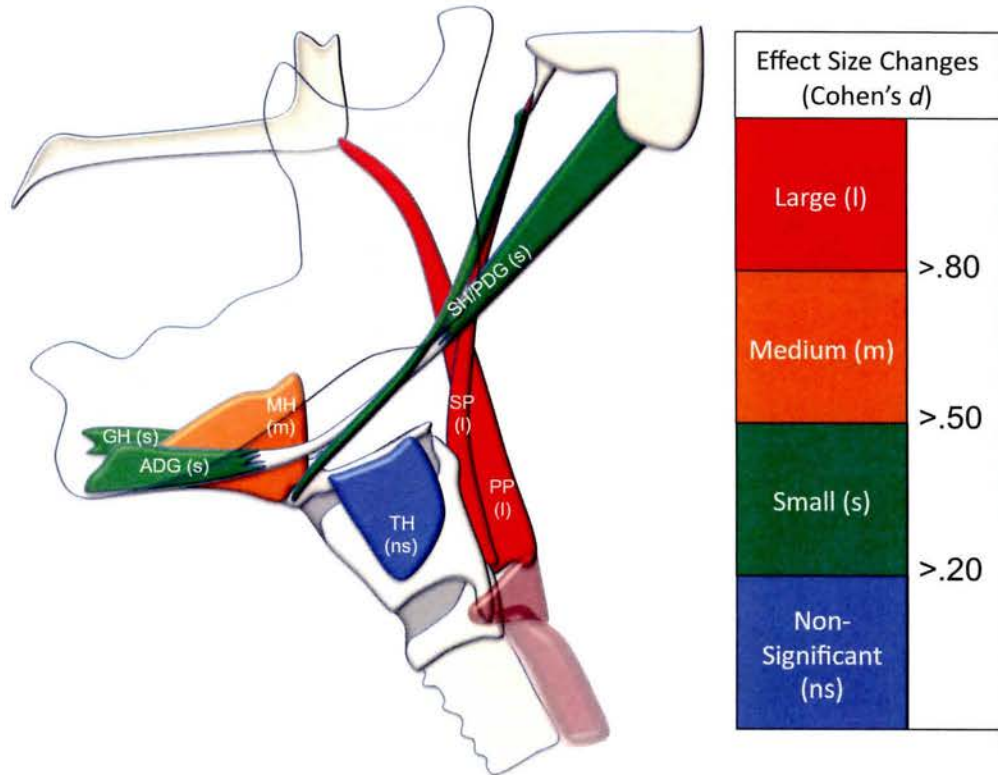 Effect Size Changes
(Cohen's d)
Large (l)
>.80
Medium (m)
>.50
Small (s)
>.20
Non-
Significant
(ns)
SH/PDG (s)
MH
(m)
GH (s)
ADG (s)
SP
(l)
PP
(l)
TH
(ns)